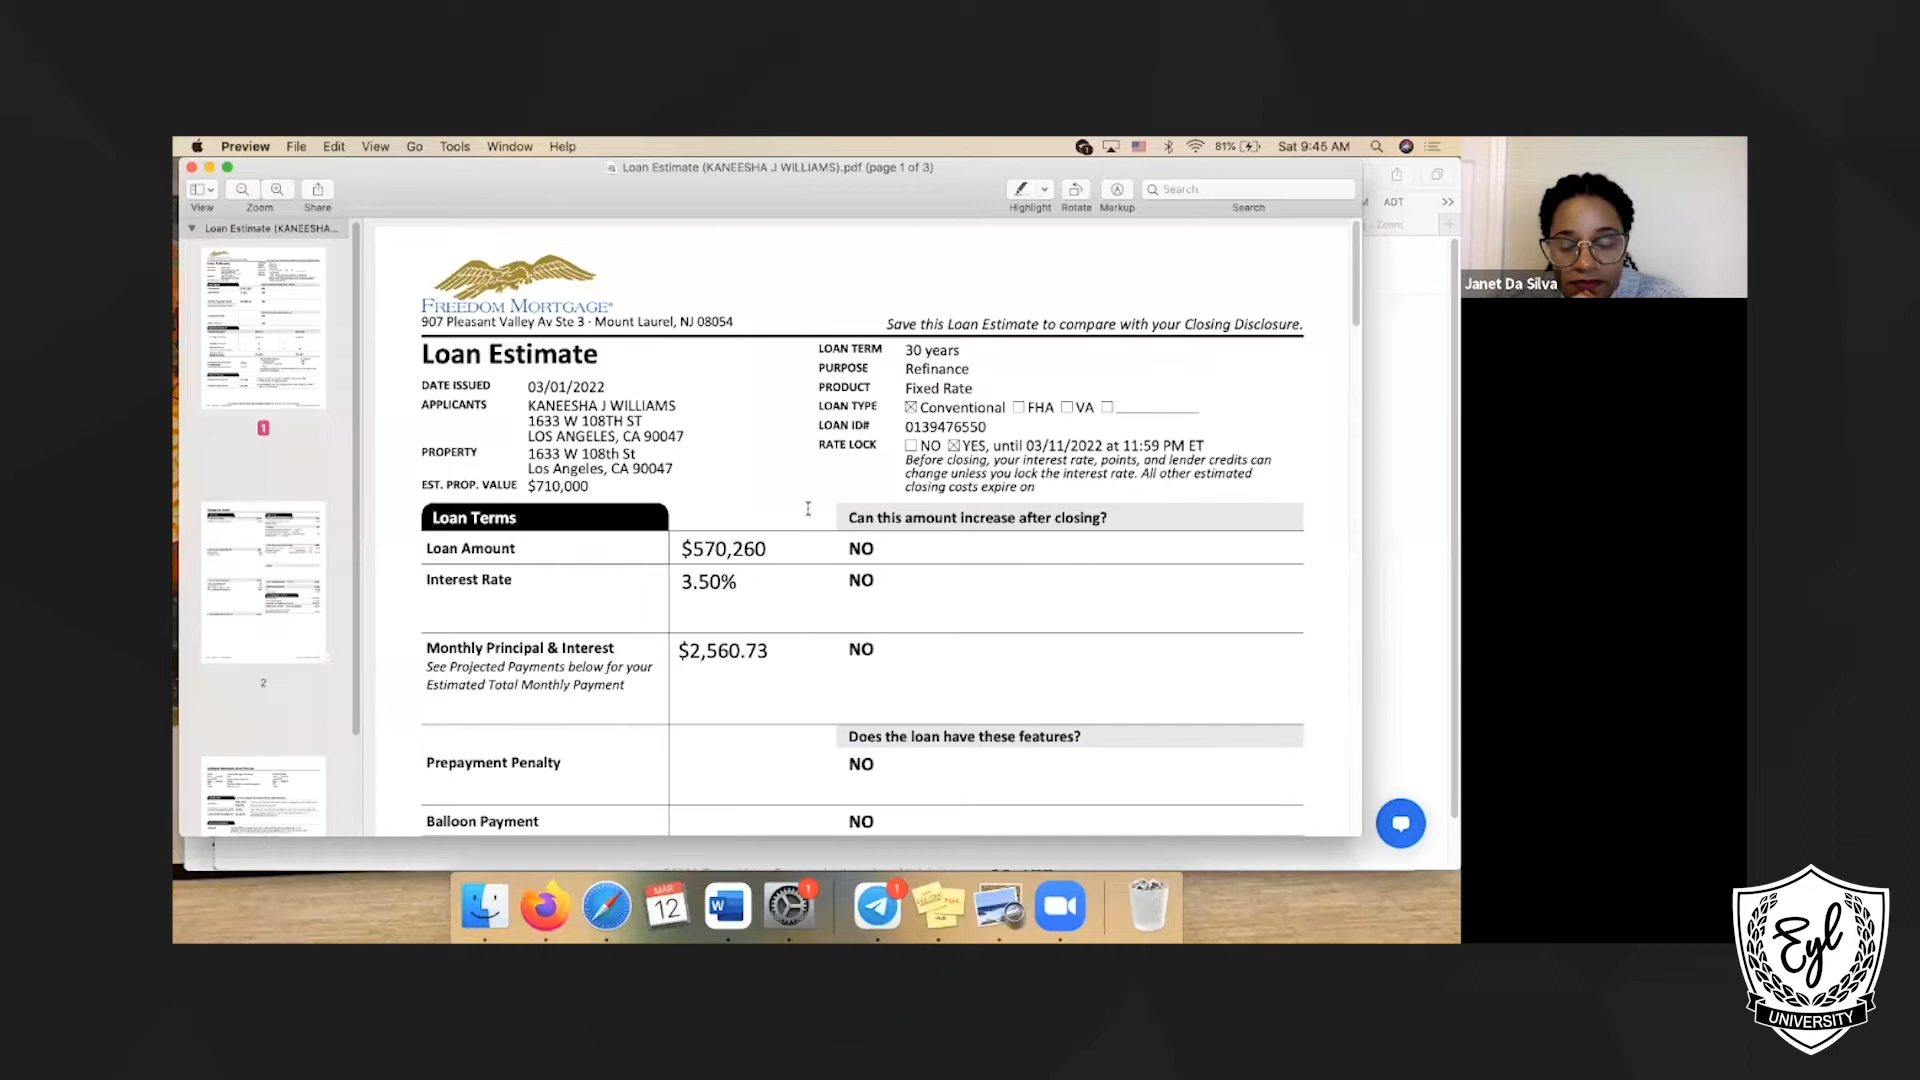 Preview File Edit View Go Tools Window Help
81% Sat 9:45 AM
Loan Estimate (KANEESHA J WILLIAMS).pdf (page 1 of 3)
Search
View Zoom Share
Highlight Rotate Markup Search
ADT
Zoom
Loan Estimate (KANEESHA...
1
2
FREEDOM MORTGAGE®
907 Pleasant Valley Av Ste 3 · Mount Laurel, NJ 08054
Save this Loan Estimate to compare with your Closing Disclosure.
Loan Estimate
DATE ISSUED 03/01/2022
APPLICANTS KANEESHA J WILLIAMS
1633 W 108TH ST
LOS ANGELES, CA 90047
PROPERTY 1633 W 108th St
Los Angeles, CA 90047
EST. PROP. VALUE $710,000
LOAN TERM 30 years
PURPOSE Refinance
PRODUCT Fixed Rate
LOAN TYPE ☒ Conventional ☐ FHA ☐ VA ☐ ____________
LOAN ID# 0139476550
RATE LOCK ☐ NO ☒ YES, until 03/11/2022 at 11:59 PM ET
Before closing, your interest rate, points, and lender credits can
change unless you lock the interest rate. All other estimated
closing costs expire on
Loan Terms Can this amount increase after closing?
Loan Amount $570,260 NO
Interest Rate 3.50% NO
Monthly Principal & Interest $2,560.73 NO
See Projected Payments below for your
Estimated Total Monthly Payment
Does the loan have these features?
Prepayment Penalty NO
Balloon Payment NO
Janet Da Silva
MAR
12
W
1
1
Eyl
UNIVERSITY